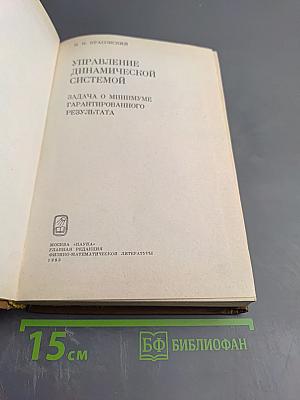 Н. Н. КРАСОВСКИЙ
УПРАВЛЕНИЕ
ДИНАМИЧЕСКОЙ
СИСТЕМОЙ
ЗАДАЧА О МИНИМУМЕ
ГАРАНТИРОВАННОГО
РЕЗУЛЬТАТА
МОСКВА «НАУКА»
ГЛАВНАЯ РЕДАКЦИЯ
ФИЗИКО-МАТЕМАТИЧЕСКОЙ ЛИТЕРАТУРЫ
1985
15 см
БФ БИБЛИОФАН